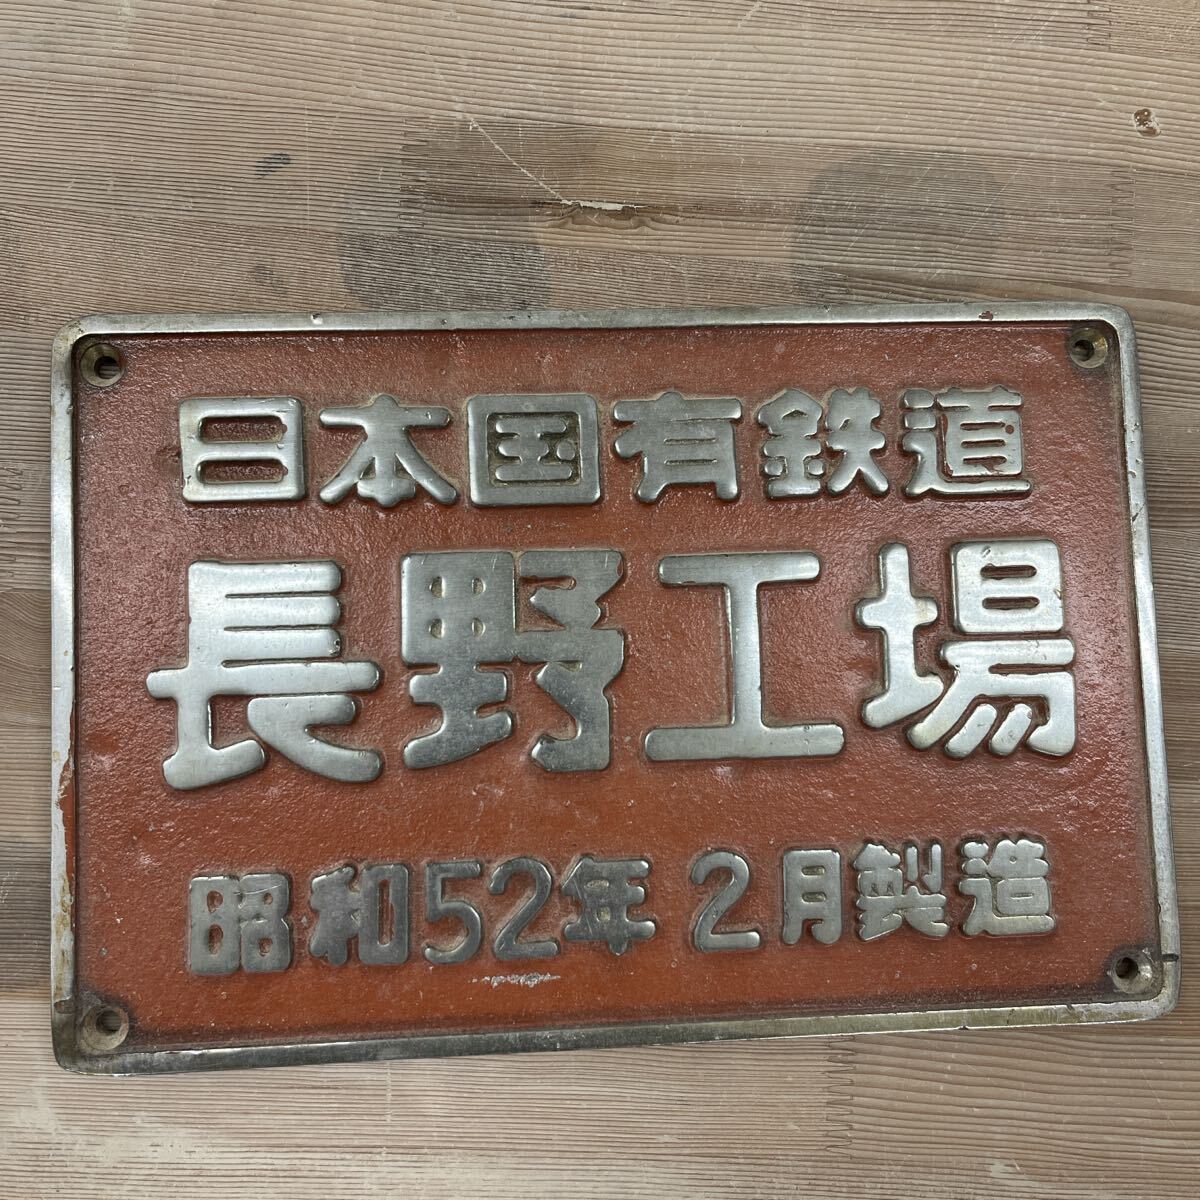 日本国有鉄道
長野工場
昭和52年 2月製造